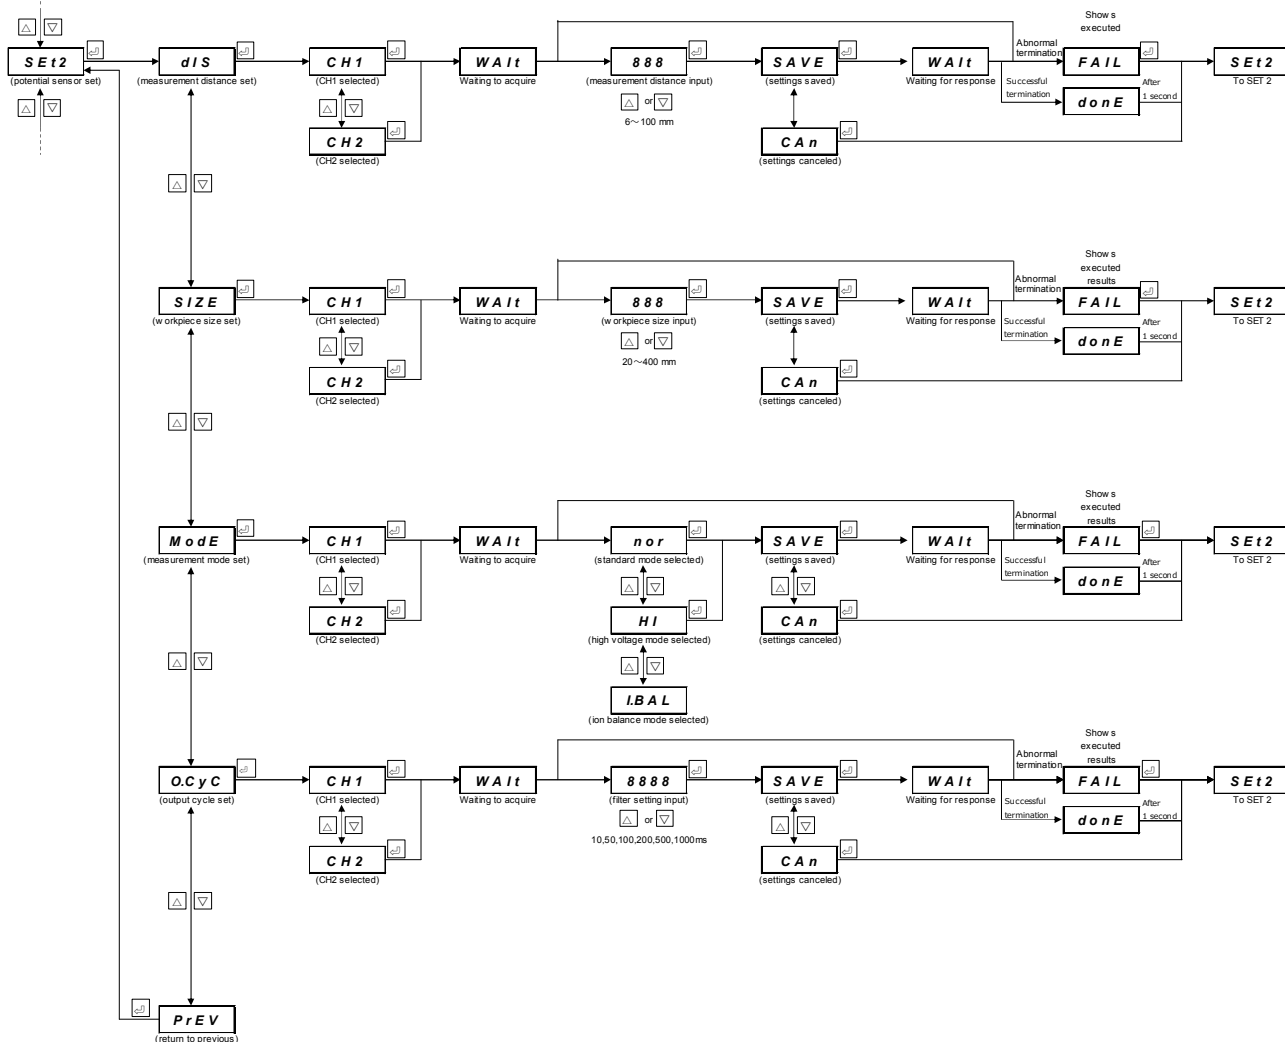 Shows
executed
Abnormal
termination
SEt2 dIS CH1 WAIt 888 SAVE WAIt FAIL SEt2
(potential sensor set) (measurement distance set) (CH1 selected) Waiting to acquire (measurement distance input) (settings saved) Waiting for response To SET 2
Successful
termination
After
1 second
donE
or
6～100 mm
CH2 CAn
(CH2 selected) (settings canceled)
Shows
executed
results
Abnormal
termination
SIZE CH1 WAIt 888 SAVE WAIt FAIL SEt2
(workpiece size set) (CH1 selected) Waiting to acquire (workpiece size input) (settings saved) Waiting for response To SET 2
Successful
termination
After
1 second
donE
or
20～400 mm
CH2 CAn
(CH2 selected) (settings canceled)
Shows
executed
results
Abnormal
termination
ModE CH1 WAIt nor SAVE WAIt FAIL SEt2
(measurement mode set) (CH1 selected) Waiting to acquire (standard mode selected) (settings saved) Waiting for response To SET 2
Successful
termination
After
1 second
donE
CH2 HI CAn
(CH2 selected) (high voltage mode selected) (settings canceled)
I.BAL
(ion balance mode selected)
Shows
executed
results
Abnormal
termination
O.CyC CH1 WAIt 8888 SAVE WAIt FAIL SEt2
(output cycle set) (CH1 selected) Waiting to acquire (filter setting input) (settings saved) Waiting for response To SET 2
Successful
termination
After
1 second
donE
or
10,50,100,200,500,1000ms
CH2 CAn
(CH2 selected) (settings canceled)
PrEV
(return to previous)